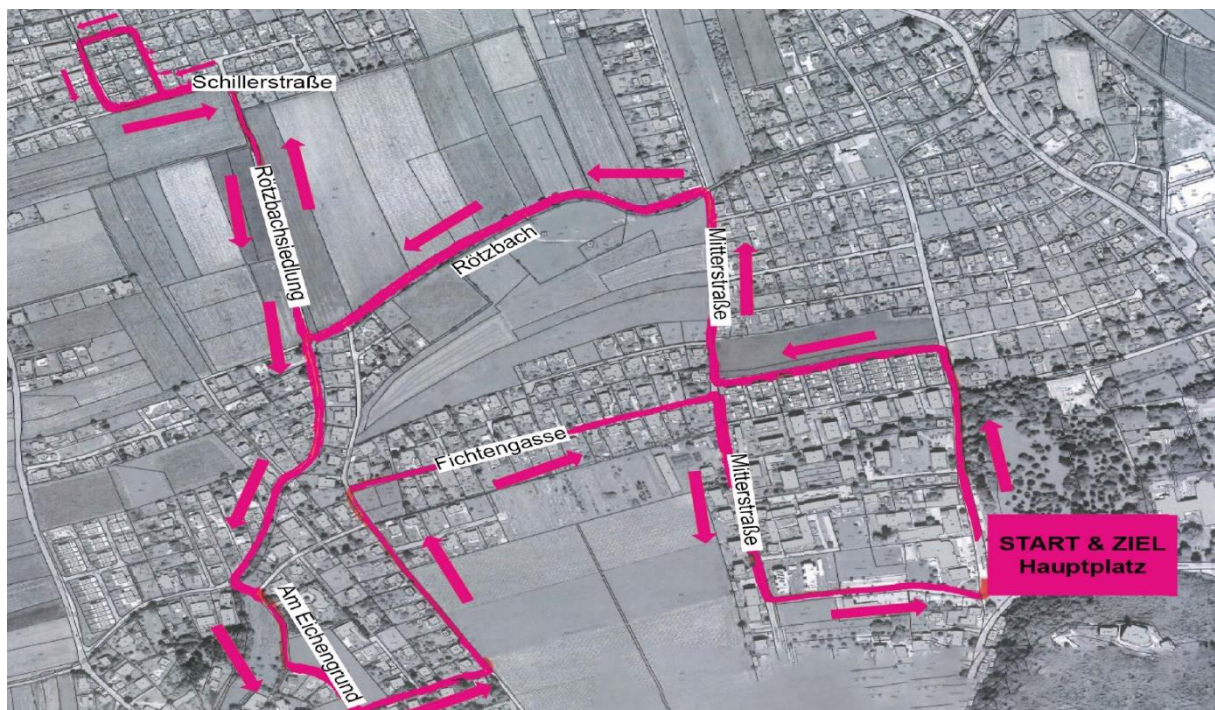 Schillerstraße
Rötzbachsiedlung
Rötzbach
Mitterstraße
Fichtengasse
Mitterstraße
START & ZIEL
Hauptplatz
Am Eichengrund